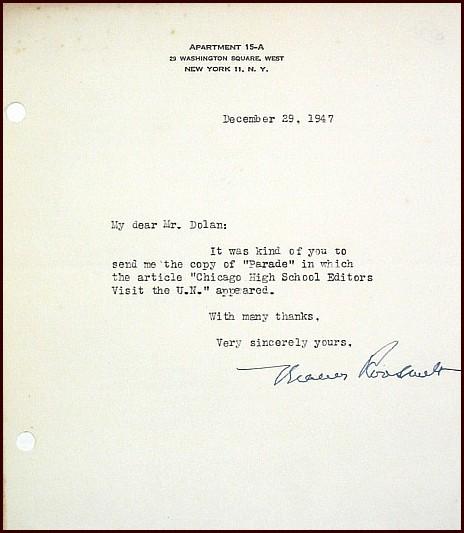 APARTMENT 15-A
29 WASHINGTON SQUARE, WEST
NEW YORK 11, N. Y.
December 29, 1947
My dear Mr. Dolan:
It was kind of you to
send me the copy of "Parade" in which
the article "Chicago High School Editors
Visit the U.N." appeared.
With many thanks,
Very sincerely yours,
Eleanor Roosevelt